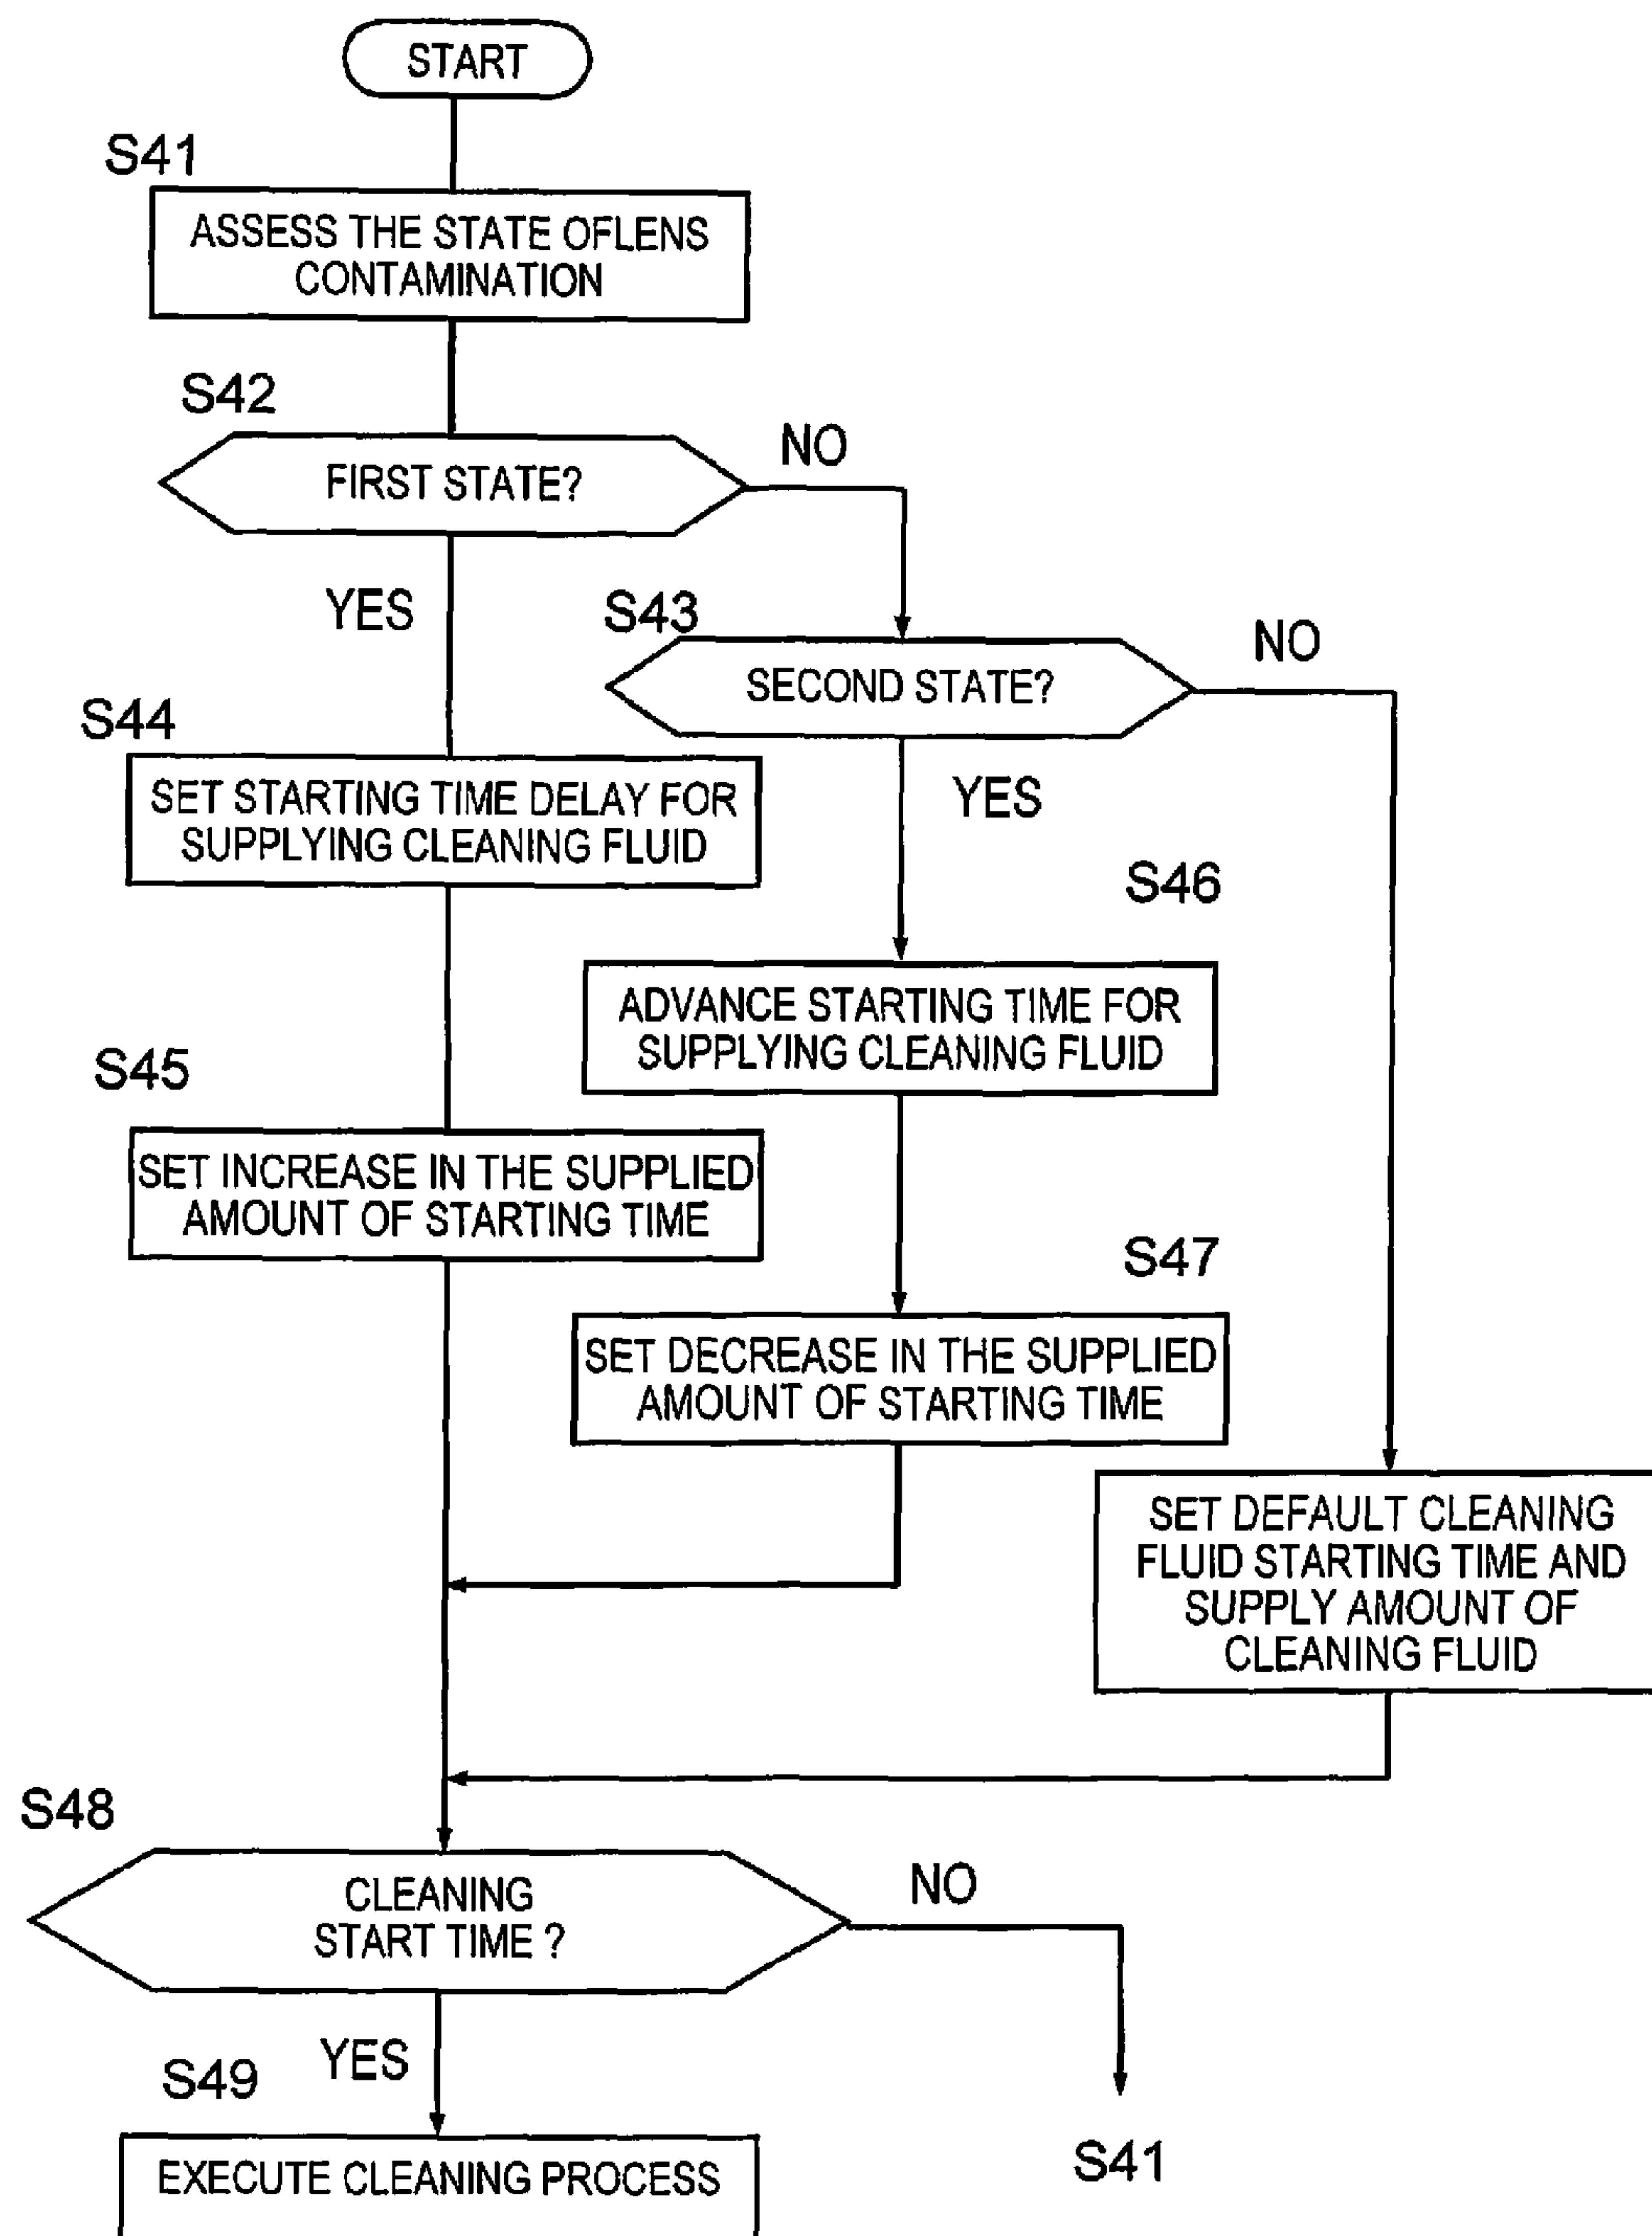 START
S41
ASSESS THE STATE OFLENS
CONTAMINATION
S42
FIRST STATE?
NO
YES
S43
SECOND STATE?
NO
YES
S44
SET STARTING TIME DELAY FOR
SUPPLYING CLEANING FLUID
S46
ADVANCE STARTING TIME FOR
SUPPLYING CLEANING FLUID
S45
SET INCREASE IN THE SUPPLIED
AMOUNT OF STARTING TIME
S47
SET DECREASE IN THE SUPPLIED
AMOUNT OF STARTING TIME
SET DEFAULT CLEANING
FLUID STARTING TIME AND
SUPPLY AMOUNT OF
CLEANING FLUID
S48
CLEANING
START TIME ?
NO
YES
S49
EXECUTE CLEANING PROCESS
S41